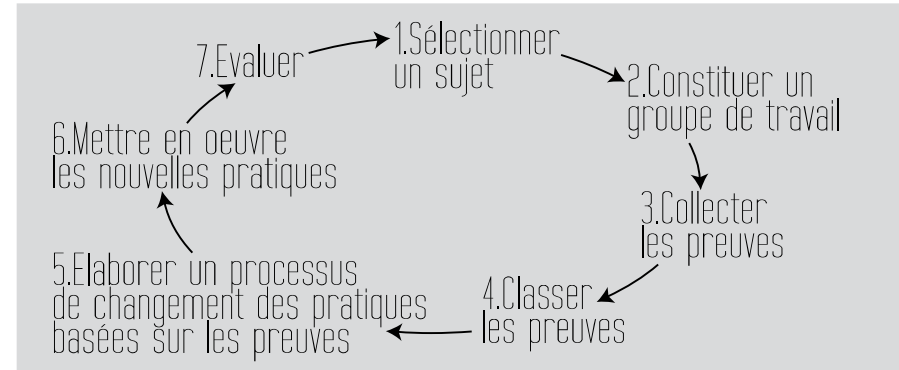 1.Sélectionner
un sujet
2.Constituer un
groupe de travail
3.Collecter
les preuves
4.Classer
les preuves
5.Elaborer un processus
de changement des pratiques
basées sur les preuves
6.Mettre en oeuvre
les nouvelles pratiques
7.Evaluer